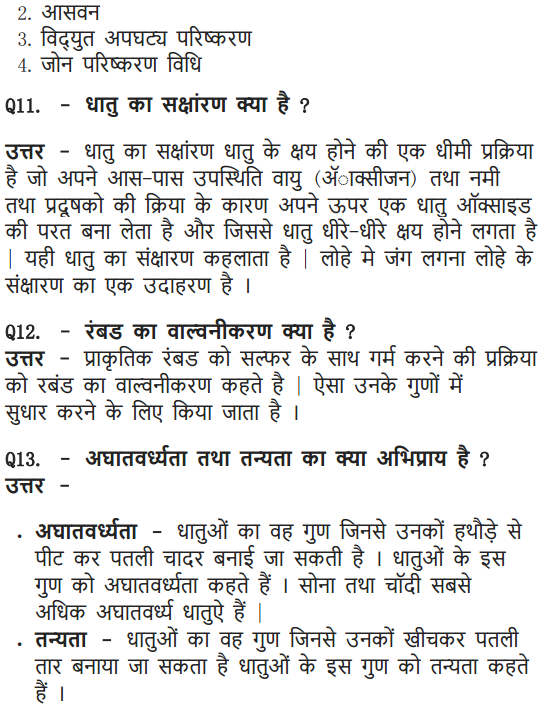 2. आसवन
3. विद्युत अपघट्य परिष्करण
4. जोन परिष्करण विधि
Q11. - धातु का सक्षांरण क्या है ?
उत्तर - धातु का सक्षांरण धातु के क्षय होने की एक धीमी प्रक्रिया
है जो अपने आस-पास उपस्थिति वायु (ॲाक्सीजन) तथा नमी
तथा प्रदूषको की क्रिया के कारण अपने ऊपर एक धातु ऑक्साइड
की परत बना लेता है और जिससे धातु धीरे-धीरे क्षय होने लगता है
| यही धातु का संक्षारण कहलाता है | लोहे मे जंग लगना लोहे के
संक्षारण का एक उदाहरण है ।
Q12. - रंबड का वाल्वनीकरण क्या है ?
उत्तर - प्राकृतिक रंबड को सल्फर के साथ गर्म करने की प्रक्रिया
को रबंड का वाल्वनीकरण कहते है | ऐसा उनके गुणों में
सुधार करने के लिए किया जाता है ।
Q13. - अघातवर्ध्यता तथा तन्यता का क्या अभिप्राय है ?
उत्तर -
• अघातवर्ध्यता - धातुओं का वह गुण जिनसे उनकों हथौड़े से
पीट कर पतली चादर बनाई जा सकती है । धातुओं के इस
गुण को अघातवर्ध्यता कहते हैं । सोना तथा चॉदी सबसे
अधिक अघातवर्ध्य धातुऐ हैं |
• तन्यता - धातुओं का वह गुण जिनसे उनकों खीचकर पतली
तार बनाया जा सकता है धातुओं के इस गुण को तन्यता कहते
हैं ।